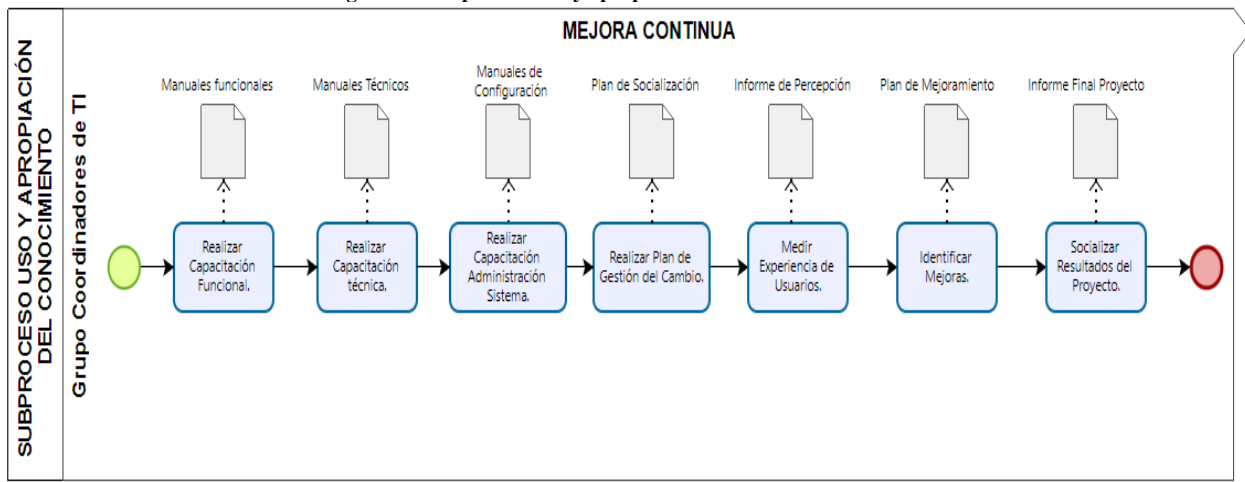 MEJORA CONTINUA
SUBPROCESO USO Y APROPIACIÓN
DEL CONOCIMIENTO
Grupo Coordinadores de TI
Manuales funcionales
Manuales Técnicos
Manuales de
Configuración
Plan de Socialización
Informe de Percepción
Plan de Mejoramiento
Informe Final Proyecto
Realizar
Capacitación
Funcional.
Realizar
Capacitación
técnica.
Realizar
Capacitación
Administración
Sistema.
Realizar Plan de
Gestión del Cambio.
Medir
Experiencia de
Usuarios.
Identificar
Mejoras.
Socializar
Resultados del
Proyecto.